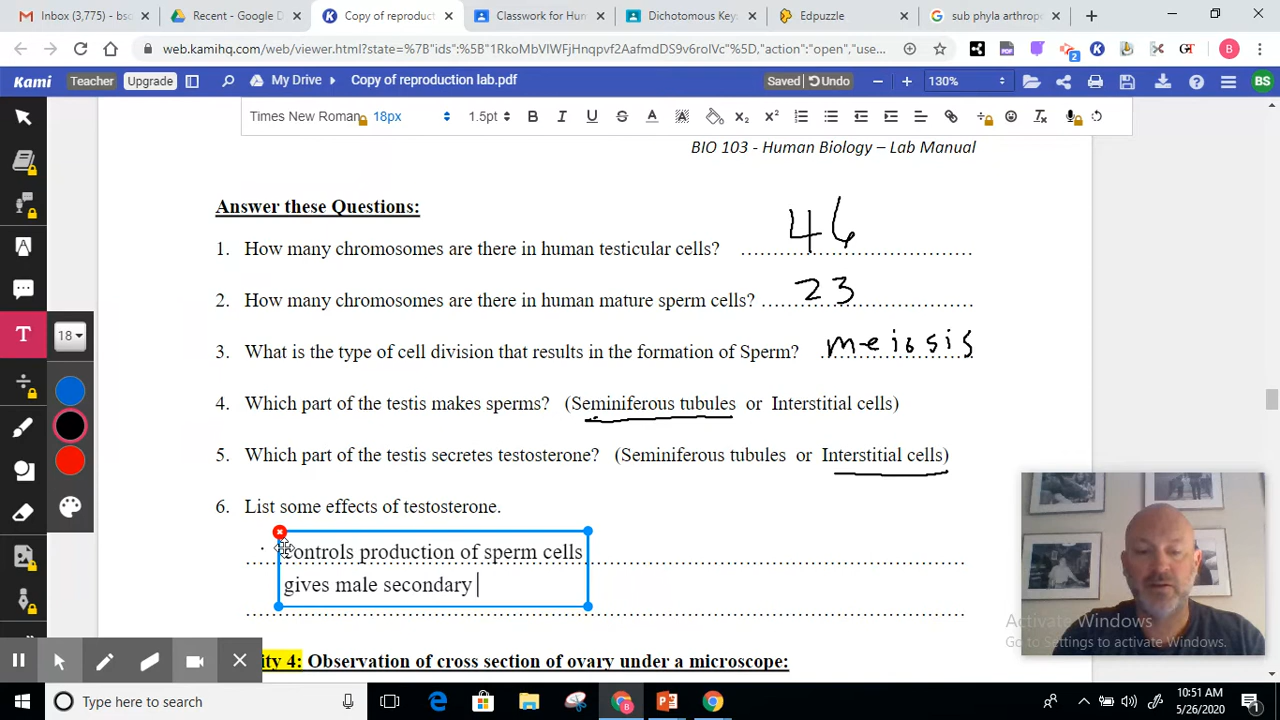 Inbox (3,775) - bsc
Recent - Google D
Copy of reproduct
Classwork for Hum
Dichotomous Key
Edpuzzle
sub phyla arthrop
web.kamihq.com/web/viewer.html?state=%7B"ids"%3A%5B"1RkoMbVIWFjHnqpvf2AafmdDS9v6roIVc"%5D,"action":"open","use...
Kami Teacher Upgrade My Drive Copy of reproduction lab.pdf Saved Undo 130% BS
Times New Roman 18px 1.5pt
BIO 103 - Human Biology – Lab Manual
Answer these Questions:
1. How many chromosomes are there in human testicular cells? 46
2. How many chromosomes are there in human mature sperm cells? 23
3. What is the type of cell division that results in the formation of Sperm? meiosis
4. Which part of the testis makes sperms? (Seminiferous tubules or Interstitial cells)
5. Which part of the testis secretes testosterone? (Seminiferous tubules or Interstitial cells)
6. List some effects of testosterone.
controls production of sperm cells
gives male secondary
ity 4: Observation of cross section of ovary under a microscope:
18
Activate Windows
Go to Settings to activate Windows.
Type here to search
10:51 AM
5/26/2020